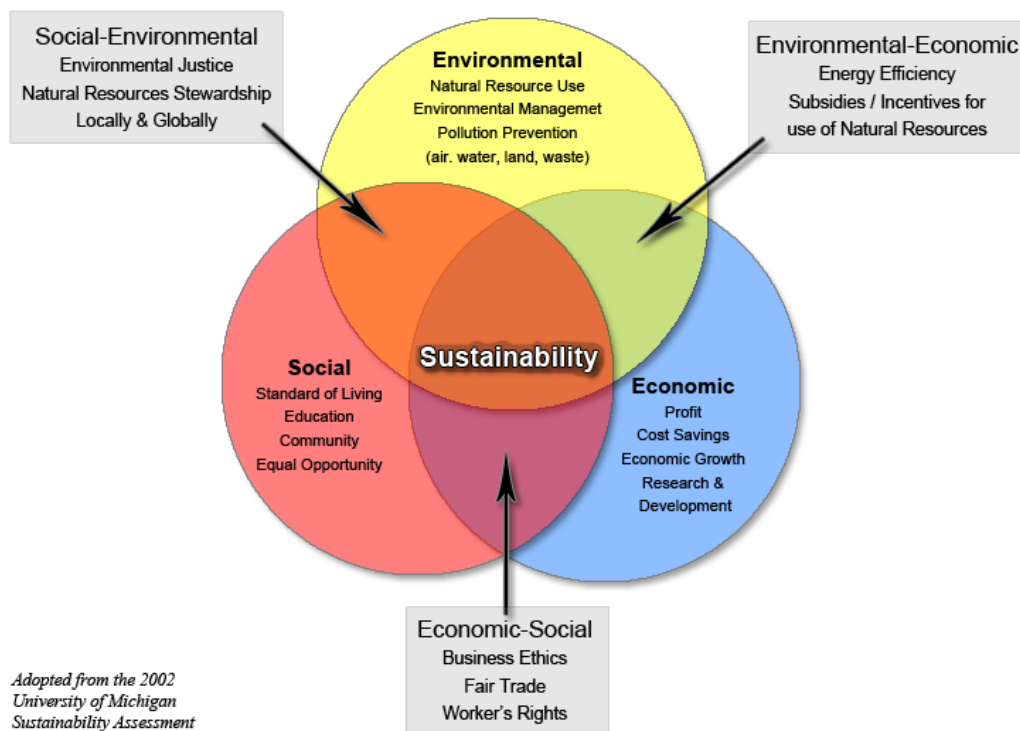 Social-Environmental
Environmental Justice
Natural Resources Stewardship
Locally & Globally
Environmental
Natural Resource Use
Environmental Managemet
Pollution Prevention
(air. water, land, waste)
Environmental-Economic
Energy Efficiency
Subsidies / Incentives for
use of Natural Resources
Sustainability
Social
Standard of Living
Education
Community
Equal Opportunity
Economic
Profit
Cost Savings
Economic Growth
Research &
Development
Economic-Social
Business Ethics
Fair Trade
Worker's Rights
Adopted from the 2002
University of Michigan
Sustainability Assessment